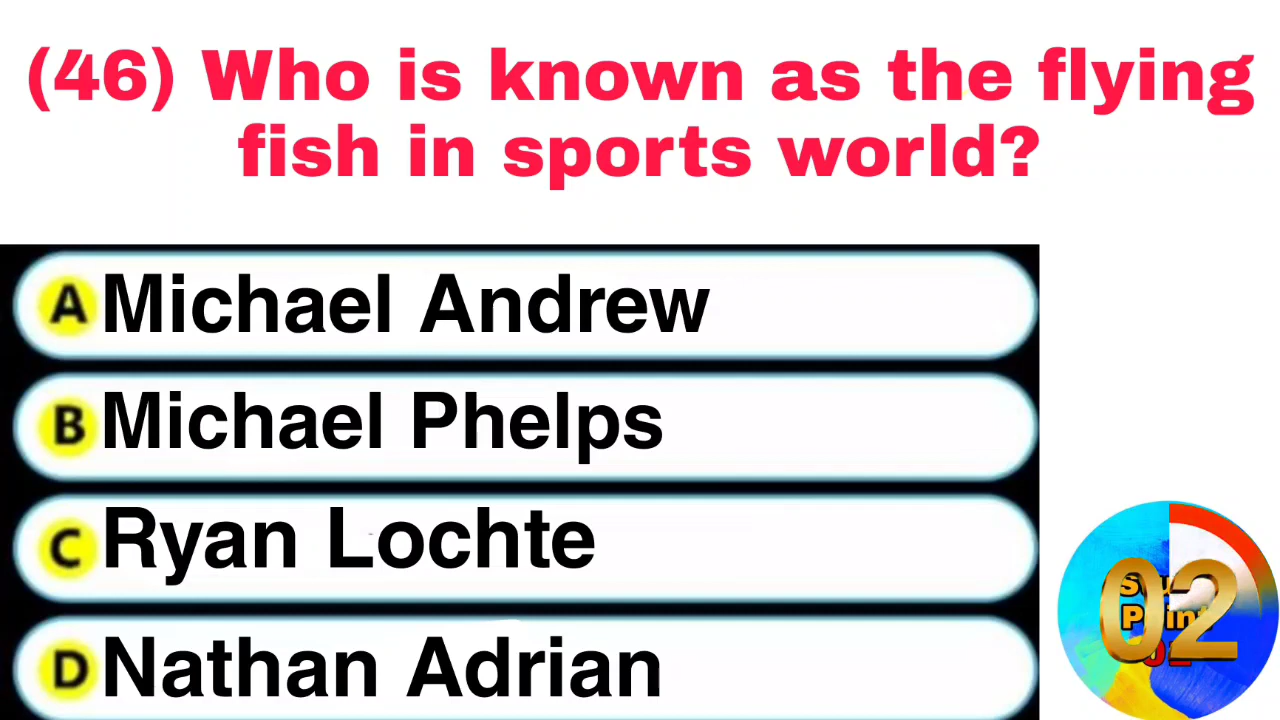 (46) Who is known as the flying
fish in sports world?
A Michael Andrew
B Michael Phelps
C Ryan Lochte
D Nathan Adrian
02